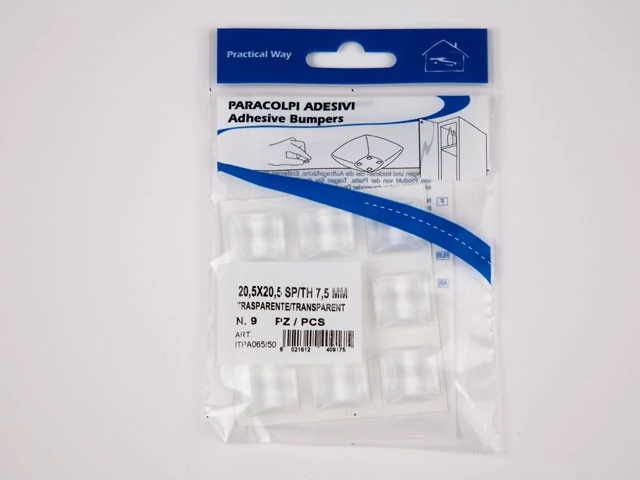 Practical Way
PARACOLPI ADESIVI
Adhesive Bumpers
20,5X20,5 SP/TH 7,5 MM
TRASPARENTE/TRANSPARENT
N. 9 PZ / PCS
ART.
ITPA065/50
8 021612 409175